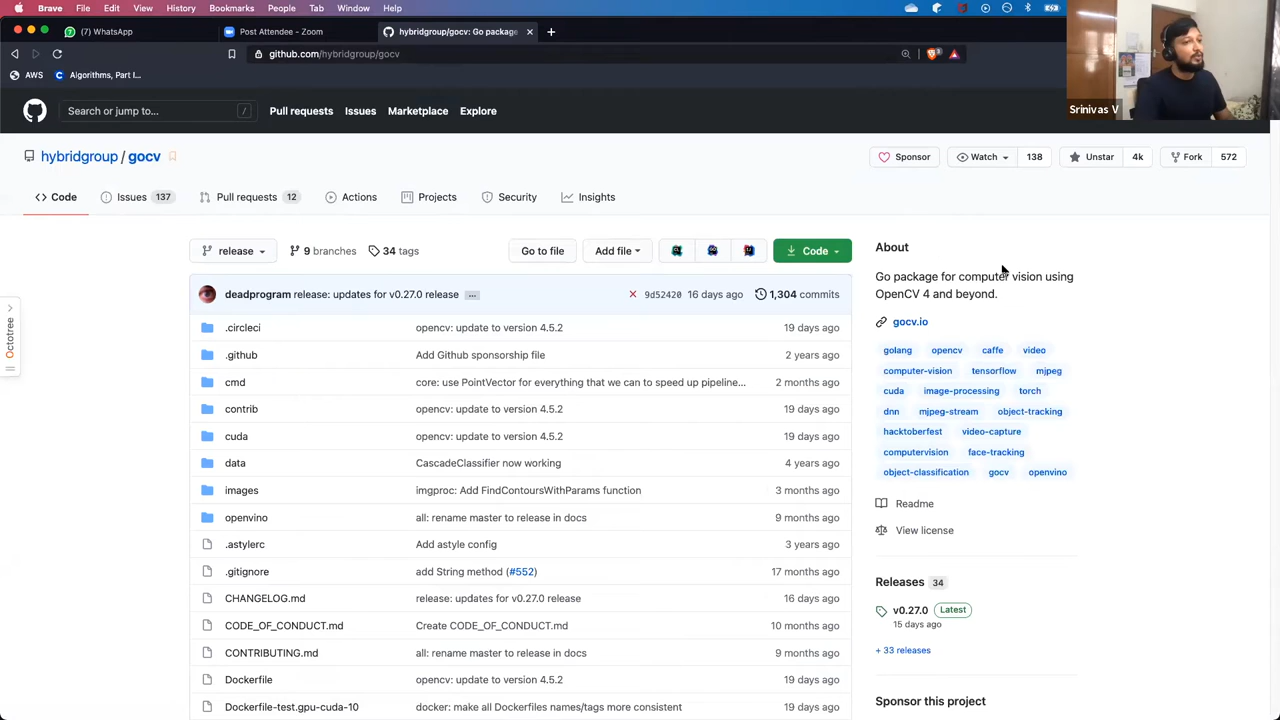 Brave File Edit View History Bookmarks People Tab Window Help
(7) WhatsApp
Post Attendee - Zoom
hybridgroup/gocv: Go package
github.com/hybridgroup/gocv
AWS
Algorithms, Part I...
Srinivas V
Search or jump to...
/
Pull requests Issues Marketplace Explore
hybridgroup / gocv
Sponsor
Watch 138
Unstar 4k
Fork 572
Code
Issues 137
Pull requests 12
Actions
Projects
Security
Insights
release
9 branches
34 tags
Go to file
Add file
Code
deadprogram release: updates for v0.27.0 release ... 9d52420 16 days ago 1,304 commits
.circleci opencv: update to version 4.5.2 19 days ago
.github Add Github sponsorship file 2 years ago
cmd core: use PointVector for everything that we can to speed up pipeline... 2 months ago
contrib opencv: update to version 4.5.2 19 days ago
cuda opencv: update to version 4.5.2 19 days ago
data CascadeClassifier now working 4 years ago
images imgproc: Add FindContoursWithParams function 3 months ago
openvino all: rename master to release in docs 9 months ago
.astylerc Add astyle config 3 years ago
.gitignore add String method (#552) 17 months ago
CHANGELOG.md release: updates for v0.27.0 release 16 days ago
CODE_OF_CONDUCT.md Create CODE_OF_CONDUCT.md 10 months ago
CONTRIBUTING.md all: rename master to release in docs 9 months ago
Dockerfile opencv: update to version 4.5.2 19 days ago
Dockerfile-test.gpu-cuda-10 docker: make all Dockerfiles names/tags more consistent 19 days ago
About
Go package for computer vision using
OpenCV 4 and beyond.
gocv.io
golang opencv caffe video
computer-vision tensorflow mjpeg
cuda image-processing torch
dnn mjpeg-stream object-tracking
hacktoberfest video-capture
computervision face-tracking
object-classification gocv openvino
Readme
View license
Releases 34
v0.27.0 Latest
15 days ago
+ 33 releases
Sponsor this project
Octotree